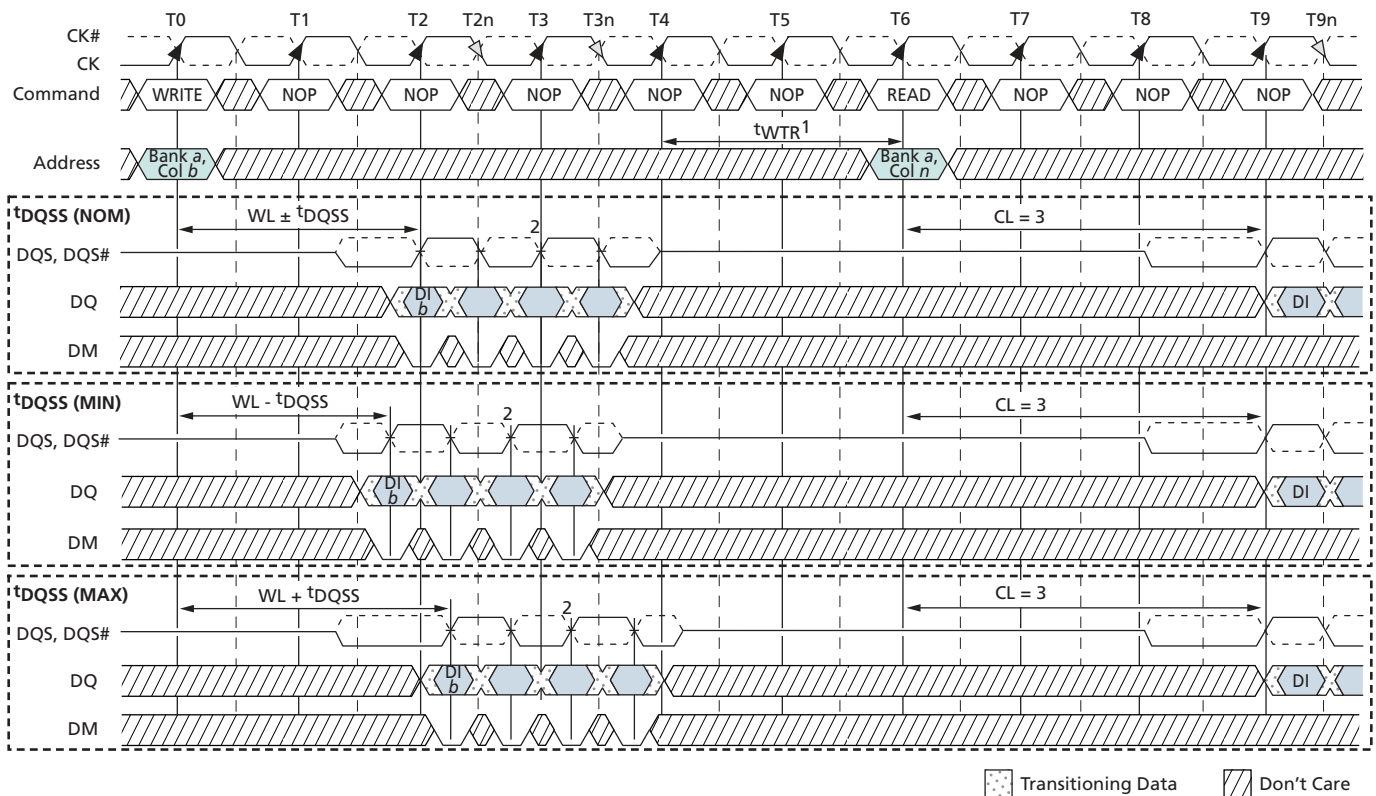 T0 T1 T2 T2n T3 T3n T4 T5 T6 T7 T8 T9 T9n
CK#
CK
Command WRITE NOP NOP NOP NOP NOP READ NOP NOP NOP
tWTR1
Address Bank a, Col b Bank a, Col n
tDQSS (NOM) WL ± tDQSS 2 CL = 3
DQS, DQS#
DQ DI b DI
DM
tDQSS (MIN) WL - tDQSS 2 CL = 3
DQS, DQS#
DQ DI b DI
DM
tDQSS (MAX) WL + tDQSS 2 CL = 3
DQS, DQS#
DQ DI b DI
DM
Transitioning Data Don't Care